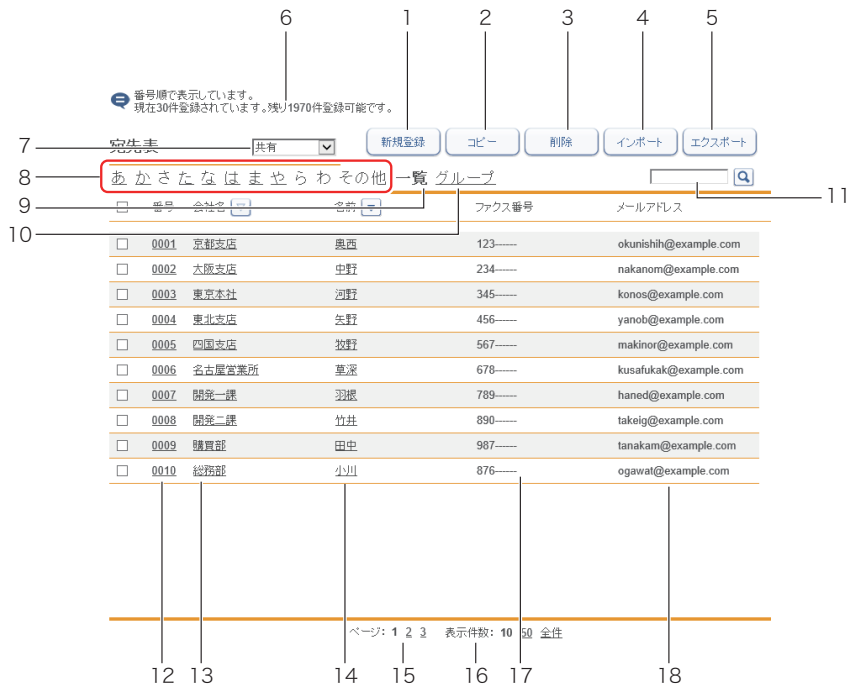 6 1 2 3 4 5
番号順で表示しています。
現在30件登録されています。残り1970件登録可能です。
7 宛先表 共有 新規登録 コピー 削除 インポート エクスポート
8 あ か さ た な は ま や ら わ その他 一覧 グループ
11
9 番号 会社名 名前 ファクス番号 メールアドレス
10
0001 京都支店 奥西 123------ okunishih@example.com
0002 大阪支店 中野 234------ nakanom@example.com
0003 東京本社 河野 345------ konos@example.com
0004 東北支店 矢野 456------ yanob@example.com
0005 四国支店 牧野 567------ makinor@example.com
0006 名古屋営業所 草深 678------ kusafukak@example.com
0007 開発一課 羽根 789------ haned@example.com
0008 開発二課 竹井 890------ takeig@example.com
0009 購買部 田中 987------ tanakam@example.com
0010 総務部 小川 876------ ogawat@example.com
ページ: 1 2 3 表示件数: 10 50 全件
12 13 14 15 16 17 18